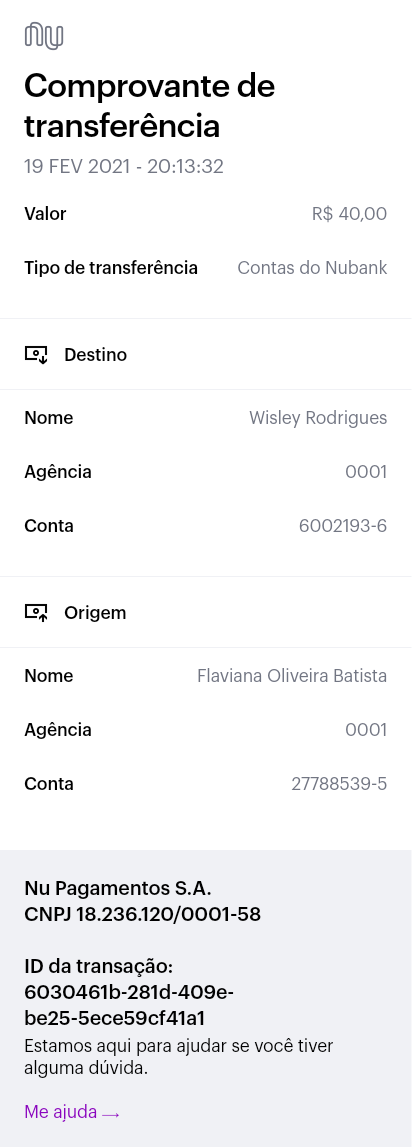 nu
Comprovante de
transferência
19 FEV 2021 - 20:13:32
Valor R$ 40,00
Tipo de transferência Contas do Nubank
Destino
Nome Wisley Rodrigues
Agência 0001
Conta 6002193-6
Origem
Nome Flaviana Oliveira Batista
Agência 0001
Conta 27788539-5
Nu Pagamentos S.A.
CNPJ 18.236.120/0001-58
ID da transação:
6030461b-281d-409e-
be25-5ece59cf41a1
Estamos aqui para ajudar se você tiver
alguma dúvida.
Me ajuda →